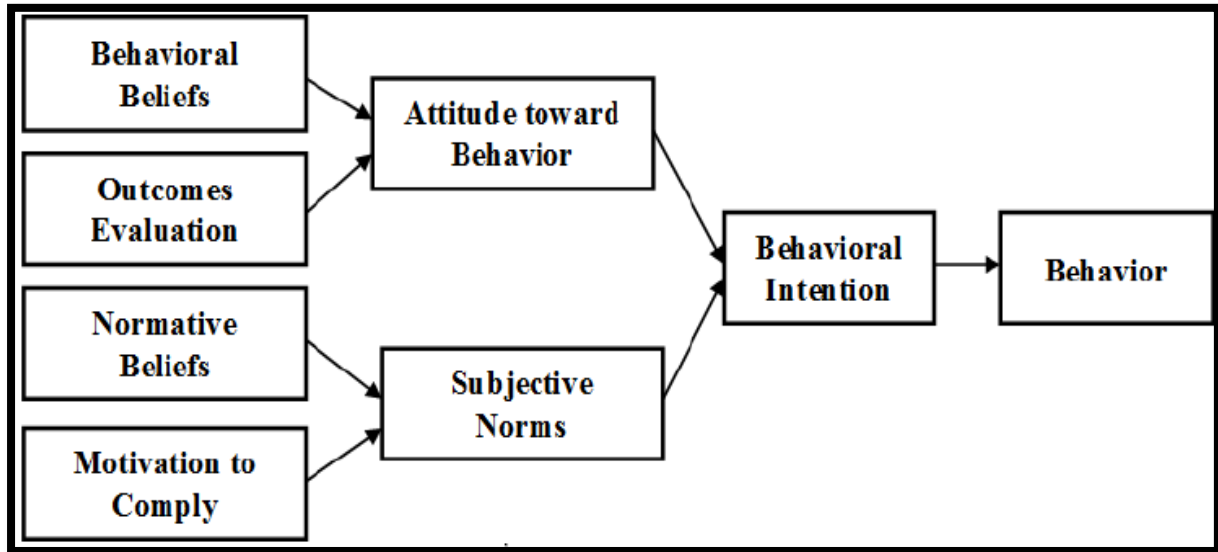 Behavioral
Beliefs
Outcomes
Evaluation
Normative
Beliefs
Motivation to
Comply
Attitude toward
Behavior
Subjective
Norms
Behavioral
Intention
Behavior